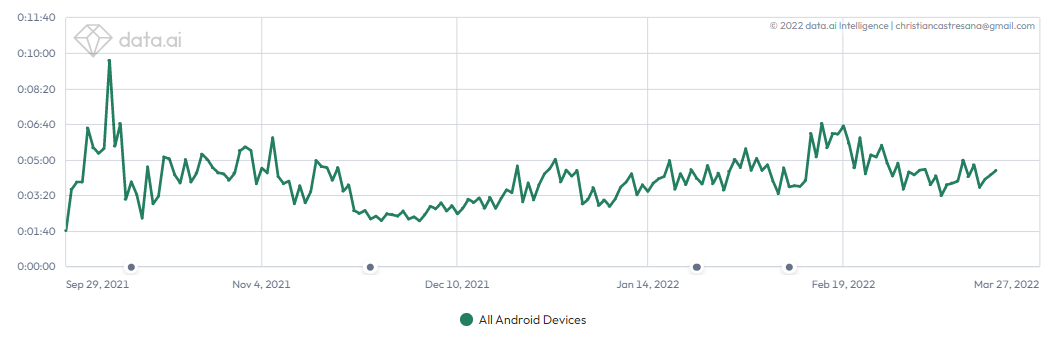 0:11:40
© 2022 data.ai Intelligence | christiancastresana@gmail.com
data.ai
0:10:00
0:08:20
0:06:40
0:05:00
0:03:20
0:01:40
0:00:00
Sep 29, 2021 Nov 4, 2021 Dec 10, 2021 Jan 14, 2022 Feb 19, 2022 Mar 27, 2022
All Android Devices